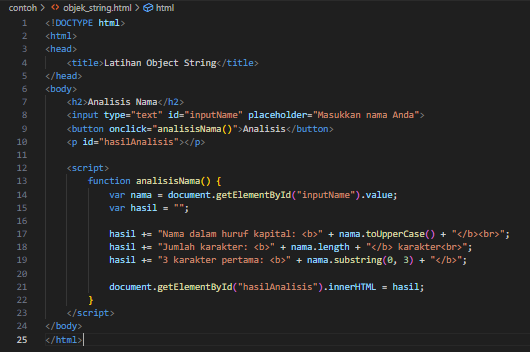 contoh > objek_string.html > html
1 <!DOCTYPE html>
2 <html>
3 <head>
4 <title>Latihan Object String</title>
5 </head>
6 <body>
7 <h2>Analisis Nama</h2>
8 <input type="text" id="inputName" placeholder="Masukkan nama Anda">
9 <button onclick="analisisNama()">Analisis</button>
10 <p id="hasilAnalisis"></p>
11
12 <script>
13 function analisisNama() {
14 var nama = document.getElementById("inputName").value;
15 var hasil = "";
16
17 hasil += "Nama dalam huruf kapital: <b>" + nama.toUpperCase() + "</b><br>";
18 hasil += "Jumlah karakter: <b>" + nama.length + "</b> karakter<br>";
19 hasil += "3 karakter pertama: <b>" + nama.substring(0, 3) + "</b>";
20
21 document.getElementById("hasilAnalisis").innerHTML = hasil;
22 }
23 </script>
24 </body>
25 </html>